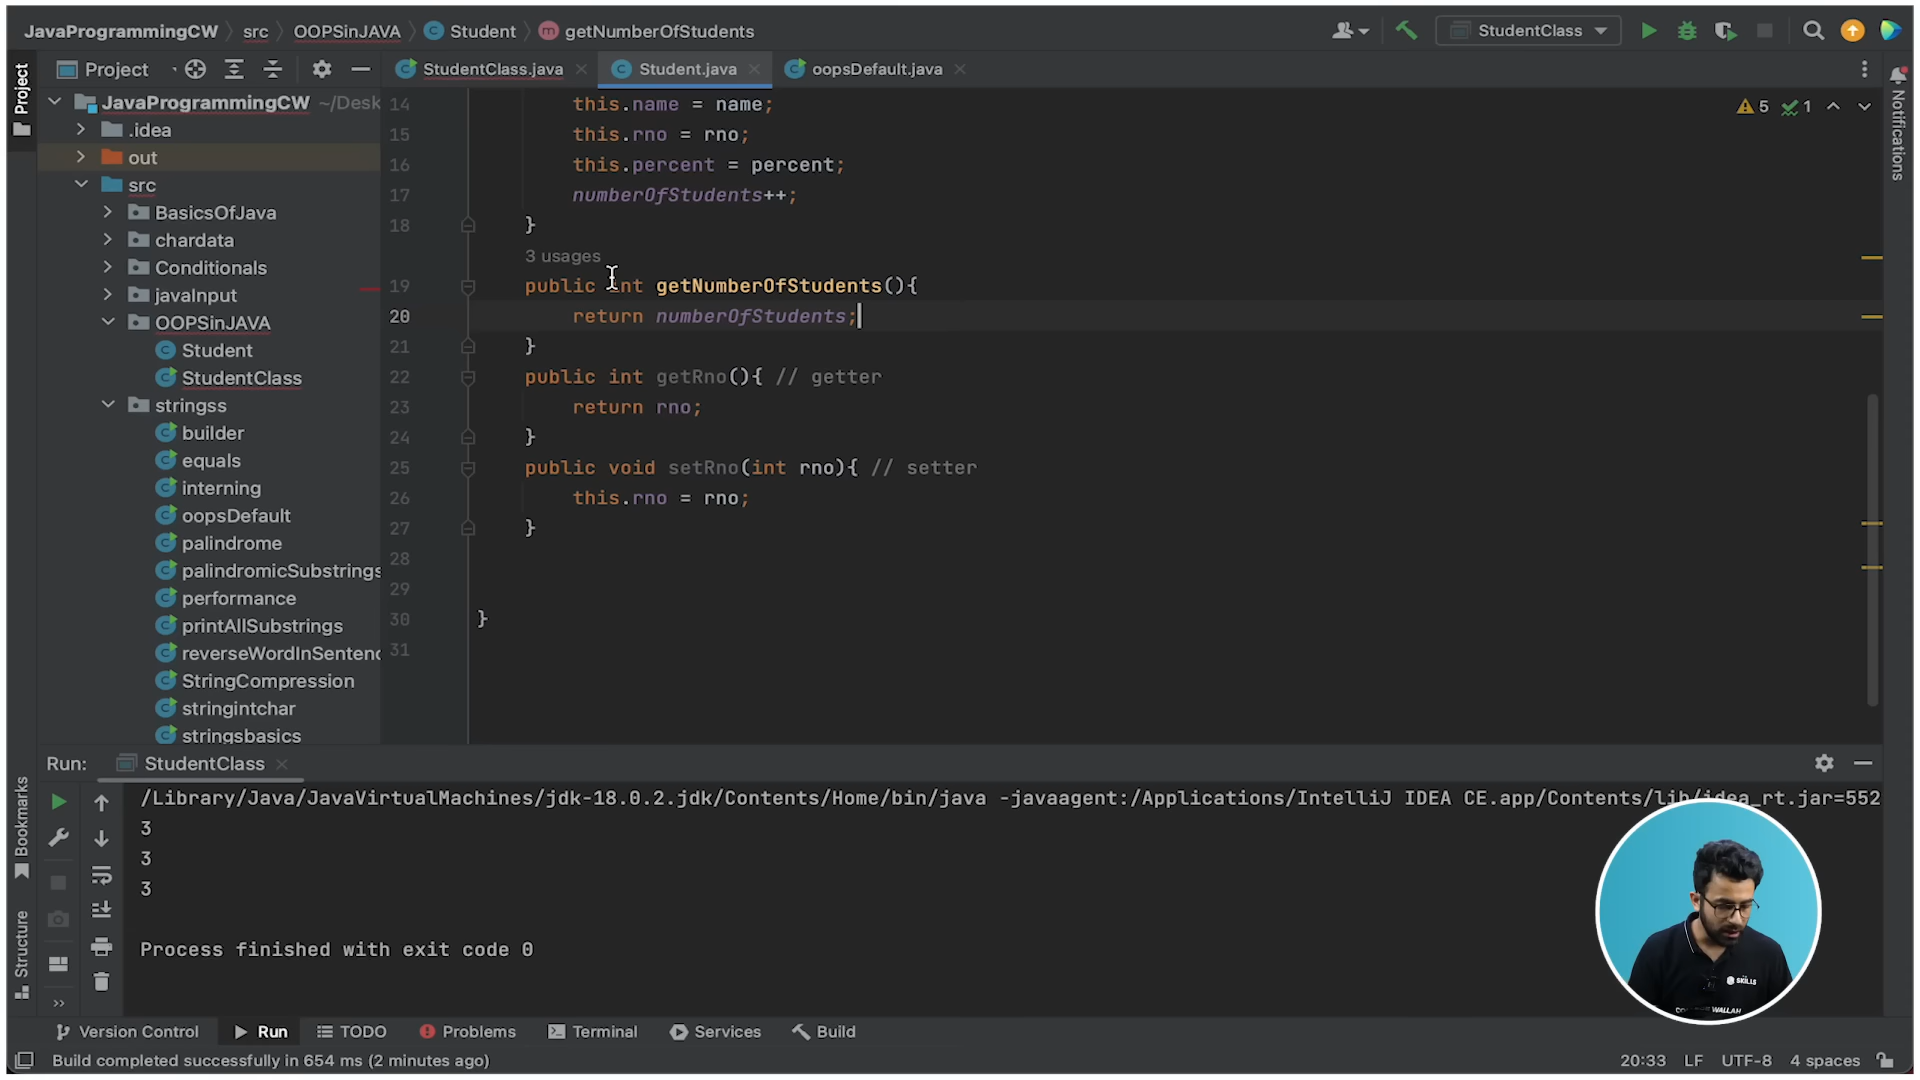 JavaProgrammingCW
src
OOPSinJAVA
Student
getNumberOfStudents
StudentClass
Project
StudentClass.java
Student.java
oopsDefault.java
Project
JavaProgrammingCW ~/Desk
.idea
out
src
BasicsOfJava
chardata
Conditionals
javaInput
OOPSinJAVA
Student
StudentClass
stringss
builder
equals
interning
oopsDefault
palindrome
palindromicSubstrings
performance
printAllSubstrings
reverseWordInSentenc
StringCompression
stringintchar
stringsbasics
5
1
Notifications
14 this.name = name;
15 this.rno = rno;
16 this.percent = percent;
17 numberOfStudents++;
18 }
3 usages
19 public int getNumberOfStudents(){
20 return numberOfStudents;
21 }
22 public int getRno(){ // getter
23 return rno;
24 }
25 public void setRno(int rno){ // setter
26 this.rno = rno;
27 }
28
29
30 }
31
Run:
StudentClass
/Library/Java/JavaVirtualMachines/jdk-18.0.2.jdk/Contents/Home/bin/java -javaagent:/Applications/IntelliJ IDEA CE.app/Contents/lib/idea_rt.jar=552
3
3
3
Process finished with exit code 0
Bookmarks
Structure
SKILLS
WALLAH
Version Control
Run
TODO
Problems
Terminal
Services
Build
Build completed successfully in 654 ms (2 minutes ago)
20:33
LF
UTF-8
4 spaces